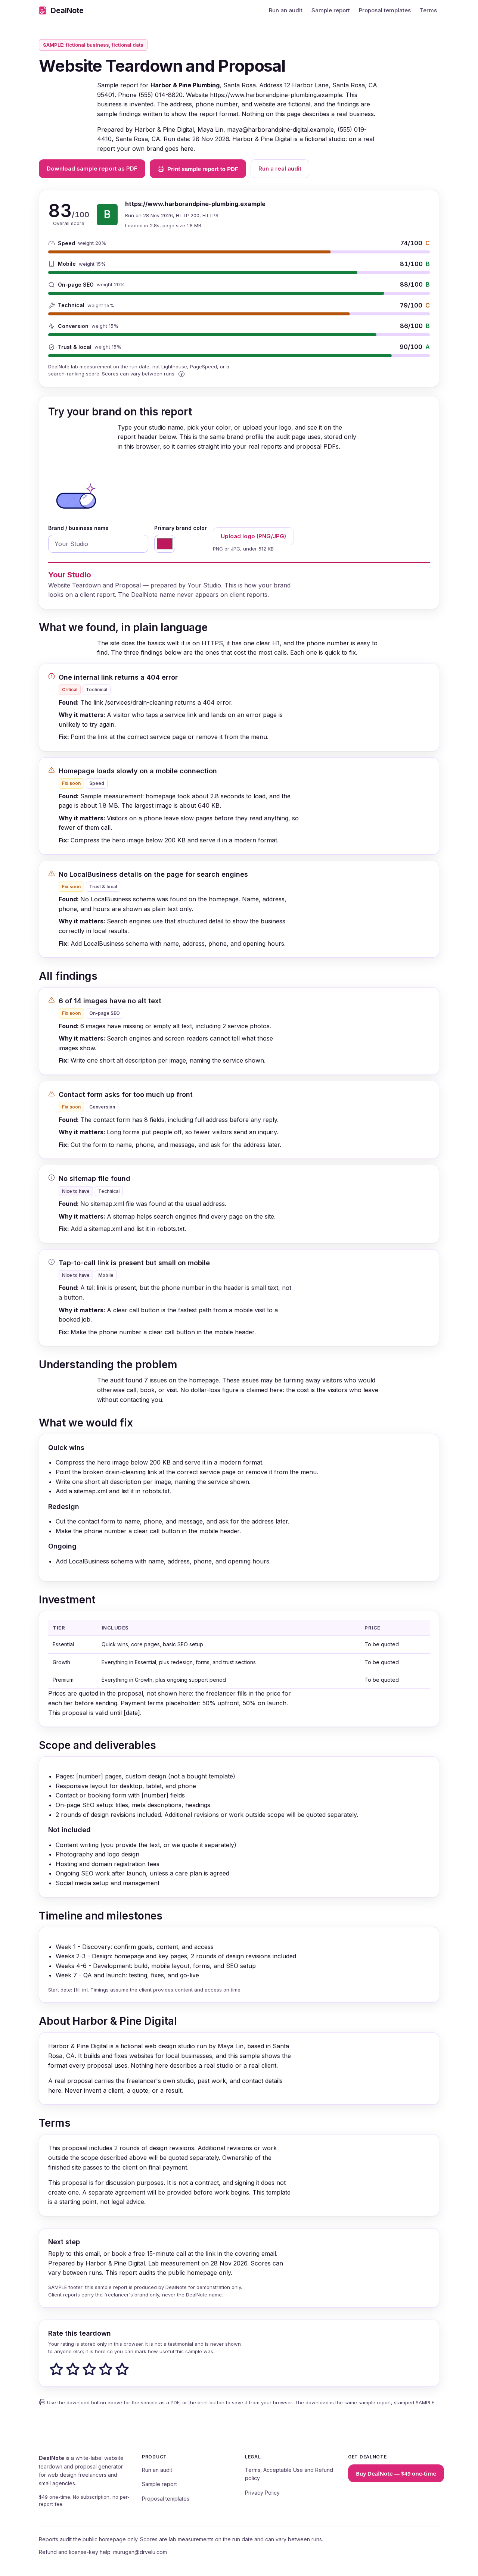 DealNote
Run an audit
Sample report
Proposal templates
Terms
SAMPLE: fictional business, fictional data
Website Teardown and Proposal
Sample report for Harbor & Pine Plumbing, Santa Rosa. Address 12 Harbor Lane, Santa Rosa, CA
95401. Phone (555) 014-8820. Website https://www.harborandpine-plumbing.example. This
business is invented. The address, phone number, and website are fictional, and the findings are
sample findings written to show the report format. Nothing on this page describes a real business.
Prepared by Harbor & Pine Digital, Maya Lin, maya@harborandpine-digital.example, (555) 019-
4410, Santa Rosa, CA. Run date: 28 Nov 2026. Harbor & Pine Digital is a fictional studio: on a real
report your own brand goes here.
Download sample report as PDF
Print sample report to PDF
Run a real audit
83/100
Overall score
B
https://www.harborandpine-plumbing.example
Run on 28 Nov 2026, HTTP 200, HTTPS
Loaded in 2.8s, page size 1.8 MB
Speed weight 20%
74/100 C
Mobile weight 15%
81/100 B
On-page SEO weight 20%
88/100 B
Technical weight 15%
79/100 C
Conversion weight 15%
86/100 B
Trust & local weight 15%
90/100 A
DealNote lab measurement on the run date, not Lighthouse, PageSpeed, or a
search-ranking score. Scores can vary between runs. ?
Try your brand on this report
Type your studio name, pick your color, or upload your logo, and see it on the
report header below. This is the same brand profile the audit page uses, stored only
in this browser, so it carries straight into your real reports and proposal PDFs.
Brand / business name
Your Studio
Primary brand color
Upload logo (PNG/JPG)
PNG or JPG, under 512 KB
Your Studio
Website Teardown and Proposal — prepared by Your Studio. This is how your brand
looks on a client report. The DealNote name never appears on client reports.
What we found, in plain language
The site does the basics well: it is on HTTPS, it has one clear H1, and the phone number is easy to
find. The three findings below are the ones that cost the most calls. Each one is quick to fix.
One internal link returns a 404 error
Critical
Technical
Found: The link /services/drain-cleaning returns a 404 error.
Why it matters: A visitor who taps a service link and lands on an error page is
unlikely to try again.
Fix: Point the link at the correct service page or remove it from the menu.
Homepage loads slowly on a mobile connection
Fix soon
Speed
Found: Sample measurement: homepage took about 2.8 seconds to load, and the
page is about 1.8 MB. The largest image is about 640 KB.
Why it matters: Visitors on a phone leave slow pages before they read anything, so
fewer of them call.
Fix: Compress the hero image below 200 KB and serve it in a modern format.
No LocalBusiness details on the page for search engines
Fix soon
Trust & local
Found: No LocalBusiness schema was found on the homepage. Name, address,
phone, and hours are shown as plain text only.
Why it matters: Search engines use that structured detail to show the business
correctly in local results.
Fix: Add LocalBusiness schema with name, address, phone, and opening hours.
All findings
6 of 14 images have no alt text
Fix soon
On-page SEO
Found: 6 images have missing or empty alt text, including 2 service photos.
Why it matters: Search engines and screen readers cannot tell what those
images show.
Fix: Write one short alt description per image, naming the service shown.
Contact form asks for too much up front
Fix soon
Conversion
Found: The contact form has 8 fields, including full address before any reply.
Why it matters: Long forms put people off, so fewer visitors send an inquiry.
Fix: Cut the form to name, phone, and message, and ask for the address later.
No sitemap file found
Nice to have
Technical
Found: No sitemap.xml file was found at the usual address.
Why it matters: A sitemap helps search engines find every page on the site.
Fix: Add a sitemap.xml and list it in robots.txt.
Tap-to-call link is present but small on mobile
Nice to have
Mobile
Found: A tel: link is present, but the phone number in the header is small text, not
a button.
Why it matters: A clear call button is the fastest path from a mobile visit to a
booked job.
Fix: Make the phone number a clear call button in the mobile header.
Understanding the problem
The audit found 7 issues on the homepage. These issues may be turning away visitors who would
otherwise call, book, or visit. No dollar-loss figure is claimed here: the cost is the visitors who leave
without contacting you.
What we would fix
Quick wins
• Compress the hero image below 200 KB and serve it in a modern format.
• Point the broken drain-cleaning link at the correct service page or remove it from the menu.
• Write one short alt description per image, naming the service shown.
• Add a sitemap.xml and list it in robots.txt.
Redesign
• Cut the contact form to name, phone, and message, and ask for the address later.
• Make the phone number a clear call button in the mobile header.
Ongoing
• Add LocalBusiness schema with name, address, phone, and opening hours.
Investment
TIER
INCLUDES
PRICE
Essential
Quick wins, core pages, basic SEO setup
To be quoted
Growth
Everything in Essential, plus redesign, forms, and trust sections
To be quoted
Premium
Everything in Growth, plus ongoing support period
To be quoted
Prices are quoted in the proposal, not shown here: the freelancer fills in the price for
each tier before sending. Payment terms placeholder: 50% upfront, 50% on launch.
This proposal is valid until [date].
Scope and deliverables
• Pages: [number] pages, custom design (not a bought template)
• Responsive layout for desktop, tablet, and phone
• Contact or booking form with [number] fields
• On-page SEO setup: titles, meta descriptions, headings
• 2 rounds of design revisions included. Additional revisions or work outside scope will be quoted separately.
Not included
• Content writing (you provide the text, or we quote it separately)
• Photography and logo design
• Hosting and domain registration fees
• Ongoing SEO work after launch, unless a care plan is agreed
• Social media setup and management
Timeline and milestones
• Week 1 - Discovery: confirm goals, content, and access
• Weeks 2-3 - Design: homepage and key pages, 2 rounds of design revisions included
• Weeks 4-6 - Development: build, mobile layout, forms, and SEO setup
• Week 7 - QA and launch: testing, fixes, and go-live
Start date: [fill in]. Timings assume the client provides content and access on time.
About Harbor & Pine Digital
Harbor & Pine Digital is a fictional web design studio run by Maya Lin, based in Santa
Rosa, CA. It builds and fixes websites for local businesses, and this sample shows the
format every proposal uses. Nothing here describes a real studio or a real client.
A real proposal carries the freelancer's own studio, past work, and contact details
here. Never invent a client, a quote, or a result.
Terms
This proposal includes 2 rounds of design revisions. Additional revisions or work
outside the scope described above will be quoted separately. Ownership of the
finished site passes to the client on final payment.
This proposal is for discussion purposes. It is not a contract, and signing it does not
create one. A separate agreement will be provided before work begins. This template
is a starting point, not legal advice.
Next step
Reply to this email, or book a free 15-minute call at the link in the covering email.
Prepared by Harbor & Pine Digital. Lab measurement on 28 Nov 2026. Scores can
vary between runs. This report audits the public homepage only.
SAMPLE footer: this sample report is produced by DealNote for demonstration only.
Client reports carry the freelancer's brand only, never the DealNote name.
Rate this teardown
Your rating is stored only in this browser. It is not a testimonial and is never shown
to anyone else; it is here so you can mark how useful this sample was.
Use the download button above for the sample as a PDF, or the print button to save it from your browser. The download is the same sample report, stamped SAMPLE.
DealNote is a white-label website
teardown and proposal generator
for web design freelancers and
small agencies.
$49 one-time. No subscription, no per-
report fee.
PRODUCT
Run an audit
Sample report
Proposal templates
LEGAL
Terms, Acceptable Use and Refund
policy
Privacy Policy
GET DEALNOTE
Buy DealNote — $49 one-time
Reports audit the public homepage only. Scores are lab measurements on the run date and can vary between runs.
Refund and license-key help: murugan@drvelu.com